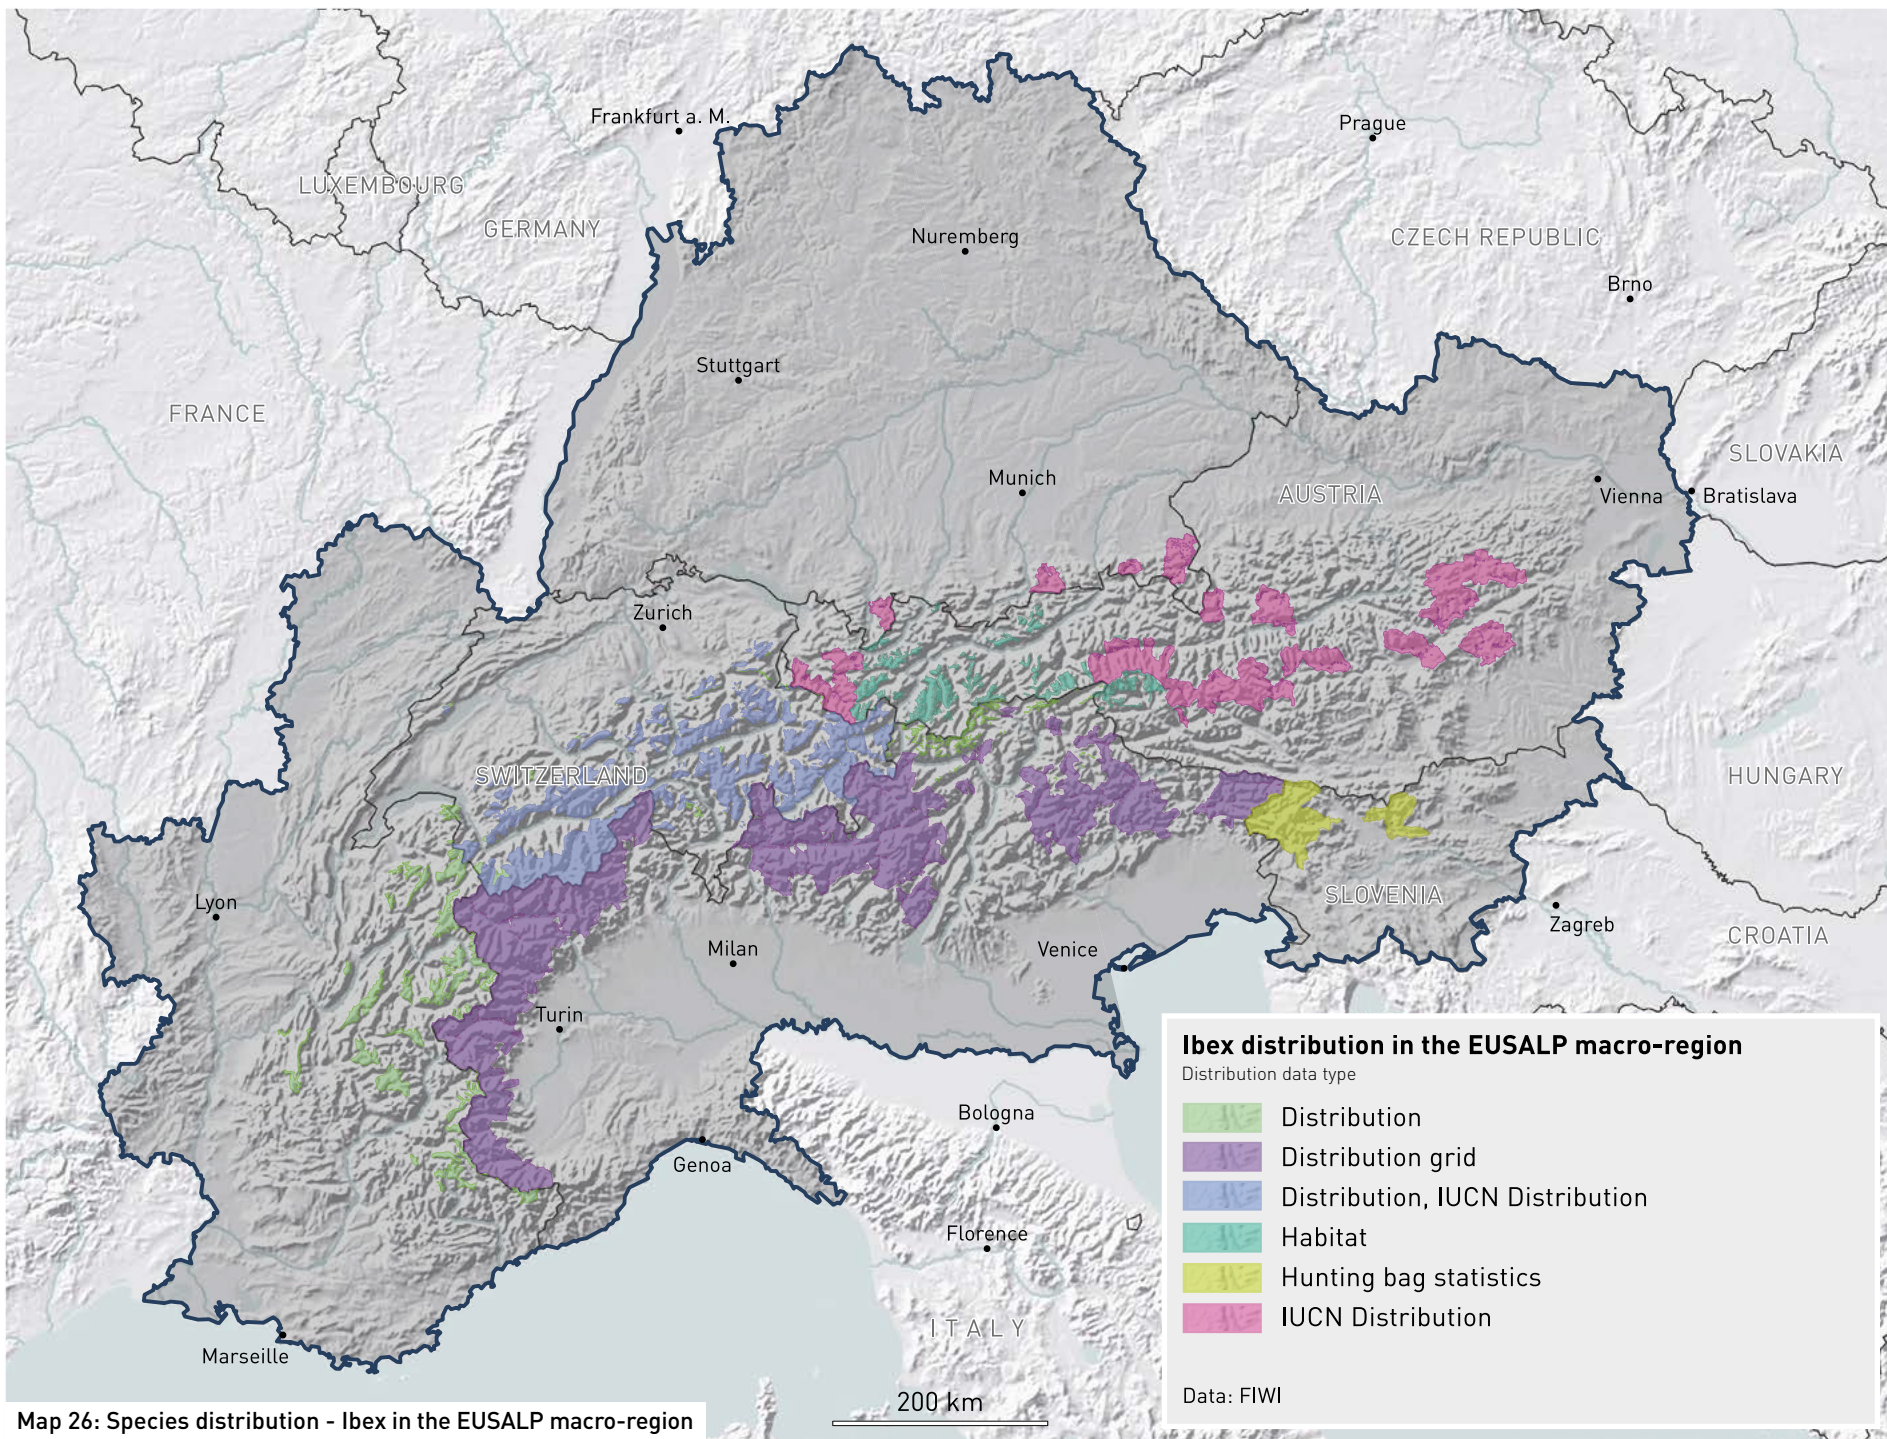 Frankfurt a. M.
Prague
LUXEMBOURG
GERMANY
Nuremberg
CZECH REPUBLIC
Brno
Stuttgart
FRANCE
Munich
AUSTRIA
SLOVAKIA
Vienna
Bratislava
Zurich
SWITZERLAND
HUNGARY
Lyon
SLOVENIA
Zagreb
Milan
Venice
CROATIA
Turin
Bologna
Genoa
Florence
ITALY
Marseille
200 km
Ibex distribution in the EUSALP macro-region
Distribution data type
Distribution
Distribution grid
Distribution, IUCN Distribution
Habitat
Hunting bag statistics
IUCN Distribution
Data: FIWI
Map 26: Species distribution - Ibex in the EUSALP macro-region